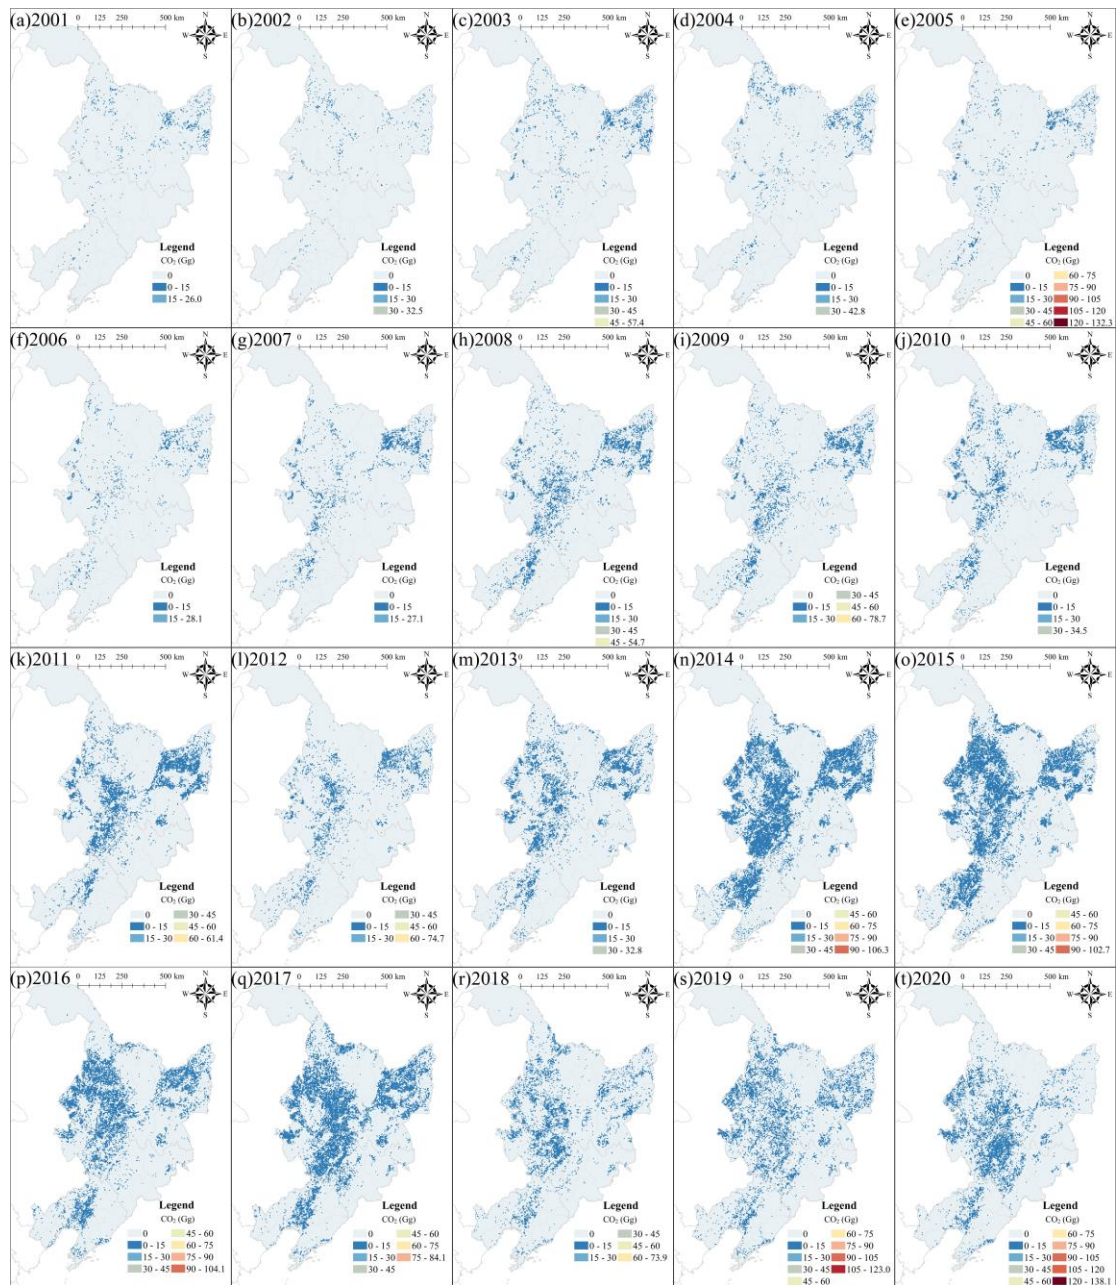 (a)2001
0 125 250 500 km
N
W E
S
Legend
CO₂ (Gg)
0
0 - 15
15 - 26.0
(b)2002
0 125 250 500 km
N
W E
S
Legend
CO₂ (Gg)
0
0 - 15
15 - 30
30 - 32.5
(c)2003
0 125 250 500 km
N
W E
S
Legend
CO₂ (Gg)
0
0 - 15
15 - 30
30 - 45
45 - 57.4
(d)2004
0 125 250 500 km
N
W E
S
Legend
CO₂ (Gg)
0
0 - 15
15 - 30
30 - 42.8
(e)2005
0 125 250 500 km
N
W E
S
Legend
CO₂ (Gg)
0 60 - 75
0 - 15 75 - 90
15 - 30 90 - 105
30 - 45 105 - 120
45 - 60 120 - 132.3
(f)2006
0 125 250 500 km
N
W E
S
Legend
CO₂ (Gg)
0
0 - 15
15 - 28.1
(g)2007
0 125 250 500 km
N
W E
S
Legend
CO₂ (Gg)
0
0 - 15
15 - 27.1
(h)2008
0 125 250 500 km
N
W E
S
Legend
CO₂ (Gg)
0
0 - 15
15 - 30
30 - 45
45 - 54.7
(i)2009
0 125 250 500 km
N
W E
S
Legend
CO₂ (Gg)
0 30 - 45
0 - 15 45 - 60
15 - 30 60 - 78.7
(j)2010
0 125 250 500 km
N
W E
S
Legend
CO₂ (Gg)
0
0 - 15
15 - 30
30 - 34.5
(k)2011
0 125 250 500 km
N
W E
S
Legend
CO₂ (Gg)
0 30 - 45
0 - 15 45 - 60
15 - 30 60 - 61.4
(l)2012
0 125 250 500 km
N
W E
S
Legend
CO₂ (Gg)
0 30 - 45
0 - 15 45 - 60
15 - 30 60 - 74.7
(m)2013
0 125 250 500 km
N
W E
S
Legend
CO₂ (Gg)
0
0 - 15
15 - 30
30 - 32.8
(n)2014
0 125 250 500 km
N
W E
S
Legend
CO₂ (Gg)
0 45 - 60
0 - 15 60 - 75
15 - 30 75 - 90
30 - 45 90 - 106.3
(o)2015
0 125 250 500 km
N
W E
S
Legend
CO₂ (Gg)
0 45 - 60
0 - 15 60 - 75
15 - 30 75 - 90
30 - 45 90 - 102.7
(p)2016
0 125 250 500 km
N
W E
S
Legend
CO₂ (Gg)
0 45 - 60
0 - 15 60 - 75
15 - 30 75 - 90
30 - 45 90 - 104.1
(q)2017
0 125 250 500 km
N
W E
S
Legend
CO₂ (Gg)
0 45 - 60
0 - 15 60 - 75
15 - 30 75 - 84.1
30 - 45
(r)2018
0 125 250 500 km
N
W E
S
Legend
CO₂ (Gg)
0 30 - 45
0 - 15 45 - 60
15 - 30 60 - 73.9
(s)2019
0 125 250 500 km
N
W E
S
Legend
CO₂ (Gg)
0 60 - 75
0 - 15 75 - 90
15 - 30 90 - 105
30 - 45 105 - 123.0
45 - 60
(t)2020
0 125 250 500 km
N
W E
S
Legend
CO₂ (Gg)
0 60 - 75
0 - 15 75 - 90
15 - 30 90 - 105
30 - 45 105 - 120
45 - 60 120 - 138.1